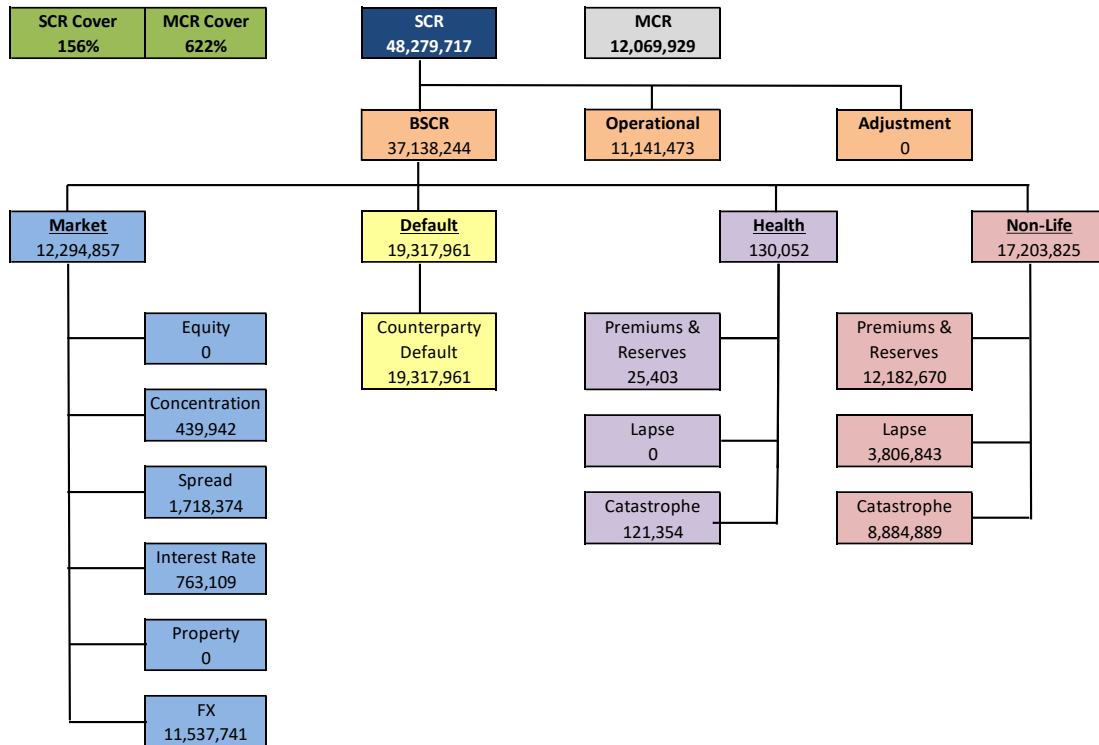 SCR Cover
156%
MCR Cover
622%
SCR
48,279,717
MCR
12,069,929
BSCR
37,138,244
Operational
11,141,473
Adjustment
0
Market
12,294,857
Default
19,317,961
Health
130,052
Non-Life
17,203,825
Equity
0
Concentration
439,942
Spread
1,718,374
Interest Rate
763,109
Property
0
FX
11,537,741
Counterparty
Default
19,317,961
Premiums &
Reserves
25,403
Lapse
0
Catastrophe
121,354
Premiums &
Reserves
12,182,670
Lapse
3,806,843
Catastrophe
8,884,889